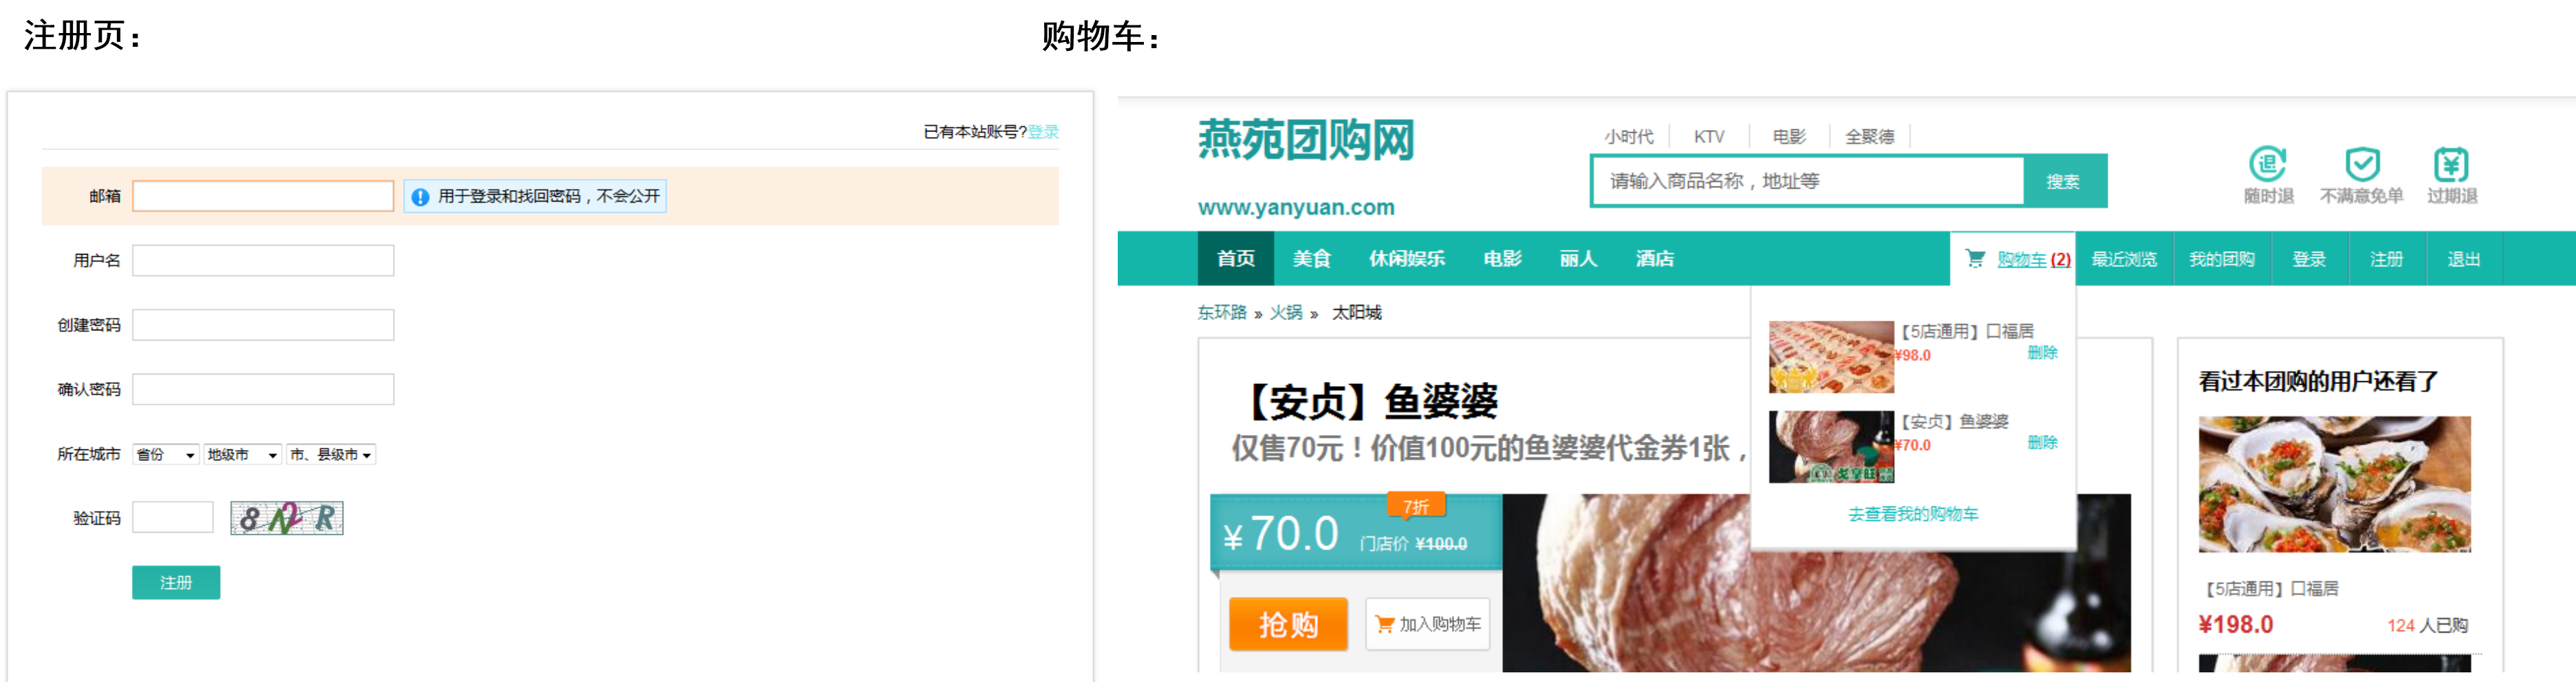 注册页：
购物车：
已有本站账号?登录
邮箱
用于登录和找回密码，不会公开
用户名
创建密码
确认密码
所在城市 省份 地级市 市、县级市
验证码 8N2R
注册
燕苑团购网
www.yanyuan.com
小时代 KTV 电影 全聚德
请输入商品名称，地址等 搜索
随时退 不满意免单 过期退
首页 美食 休闲娱乐 电影 丽人 酒店 购物车(2) 最近浏览 我的团购 登录 注册 退出
东环路 » 火锅 » 太阳城
【5店通用】口福居
¥98.0 删除
【安贞】鱼婆婆
¥70.0 删除
去查看我的购物车
【安贞】鱼婆婆
仅售70元！价值100元的鱼婆婆代金券1张，
7折
¥70.0 门店价 ¥100.0
抢购 加入购物车
看过本团购的用户还看了
【5店通用】口福居
¥198.0 124 人已购